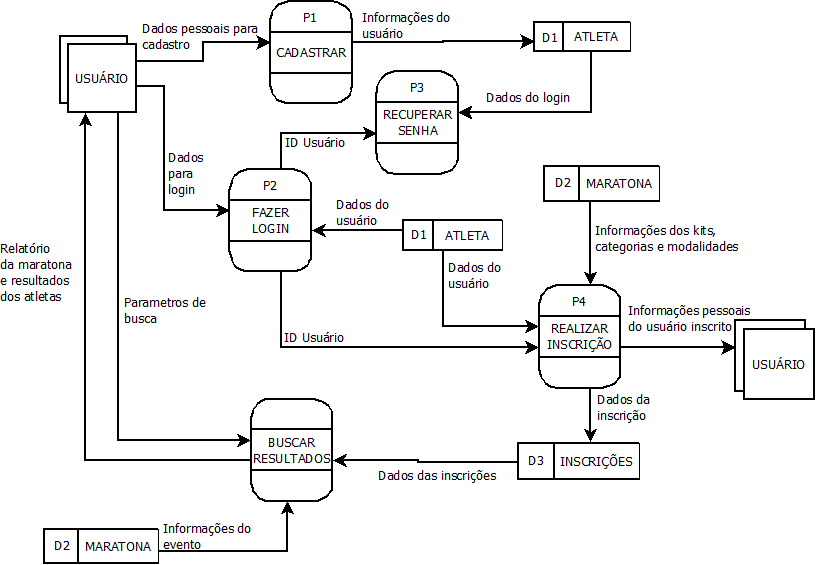 Dados pessoais para
cadastro
P1
CADASTRAR
Informações do
usuário
D1
ATLETA
USUÁRIO
P3
RECUPERAR
SENHA
Dados do login
ID Usuário
Dados
para
login
P2
FAZER
LOGIN
Dados do
usuário
D1
ATLETA
D2
MARATONA
Informações dos kits,
categorias e modalidades
Relatório
da maratona
e resultados
dos atletas
Parametros de
busca
Dados do
usuário
ID Usuário
P4
REALIZAR
INSCRIÇÃO
Informações pessoais
do usuário inscrito
USUÁRIO
Dados da
inscrição
BUSCAR
RESULTADOS
Dados das inscrições
D3
INSCRIÇÕES
D2
MARATONA
Informações do
evento